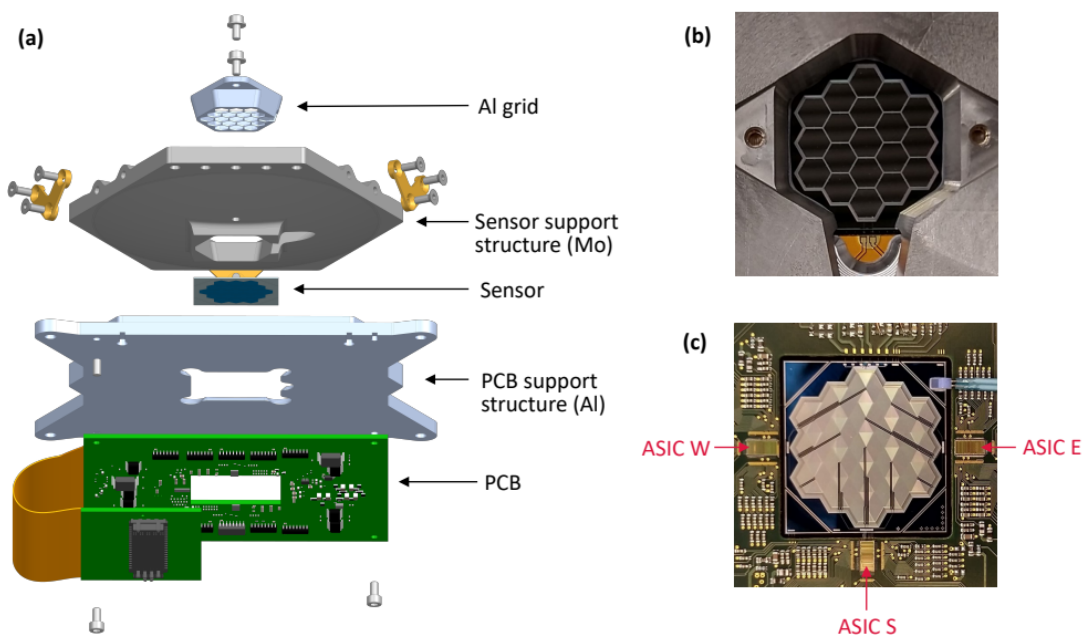 (a)
Al grid
Sensor support
structure (Mo)
Sensor
PCB support
structure (Al)
PCB
(b)
(c)
ASIC W
ASIC E
ASIC S